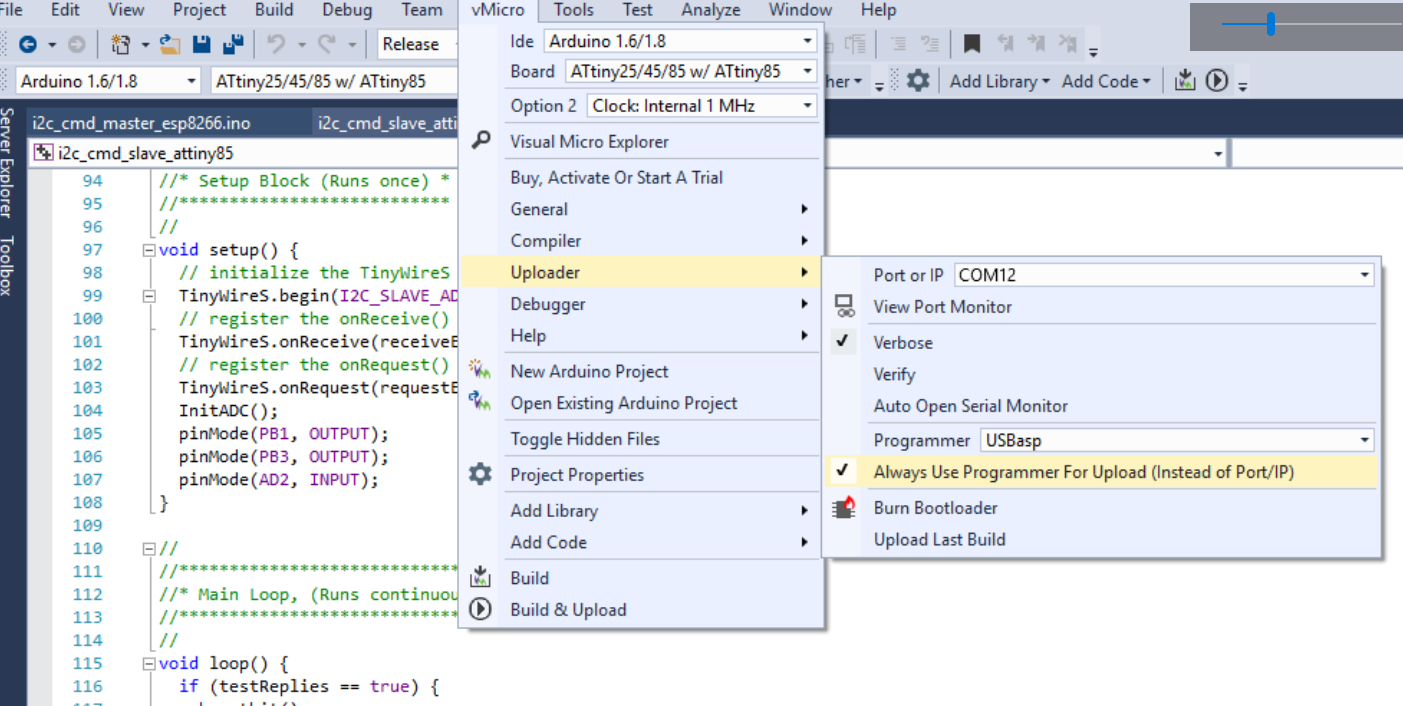 File Edit View Project Build Debug Team vMicro Tools Test Analyze Window Help
Release
Arduino 1.6/1.8 ATtiny25/45/85 w/ ATtiny85 Add Library Add Code
Server Explorer
Toolbox
i2c_cmd_master_esp8266.ino
i2c_cmd_slave_atti
i2c_cmd_slave_attiny85
94 //* Setup Block (Runs once) *
95 //***************************
96 //
97 void setup() {
98 // initialize the TinyWireS
99 TinyWireS.begin(I2C_SLAVE_AD
100 // register the onReceive()
101 TinyWireS.onReceive(receiveE
102 // register the onRequest()
103 TinyWireS.onRequest(requestE
104 InitADC();
105 pinMode(PB1, OUTPUT);
106 pinMode(PB3, OUTPUT);
107 pinMode(AD2, INPUT);
108 }
109
110 //
111 //****************************
112 //* Main Loop, (Runs continuou
113 //****************************
114 //
115 void loop() {
116 if (testReplies == true) {
Ide Arduino 1.6/1.8
Board ATtiny25/45/85 w/ ATtiny85
Option 2 Clock: Internal 1 MHz
Visual Micro Explorer
Buy, Activate Or Start A Trial
General
Compiler
Uploader
Debugger
Help
New Arduino Project
Open Existing Arduino Project
Toggle Hidden Files
Project Properties
Add Library
Add Code
Build
Build & Upload
Port or IP COM12
View Port Monitor
Verbose
Verify
Auto Open Serial Monitor
Programmer USBasp
Always Use Programmer For Upload (Instead of Port/IP)
Burn Bootloader
Upload Last Build